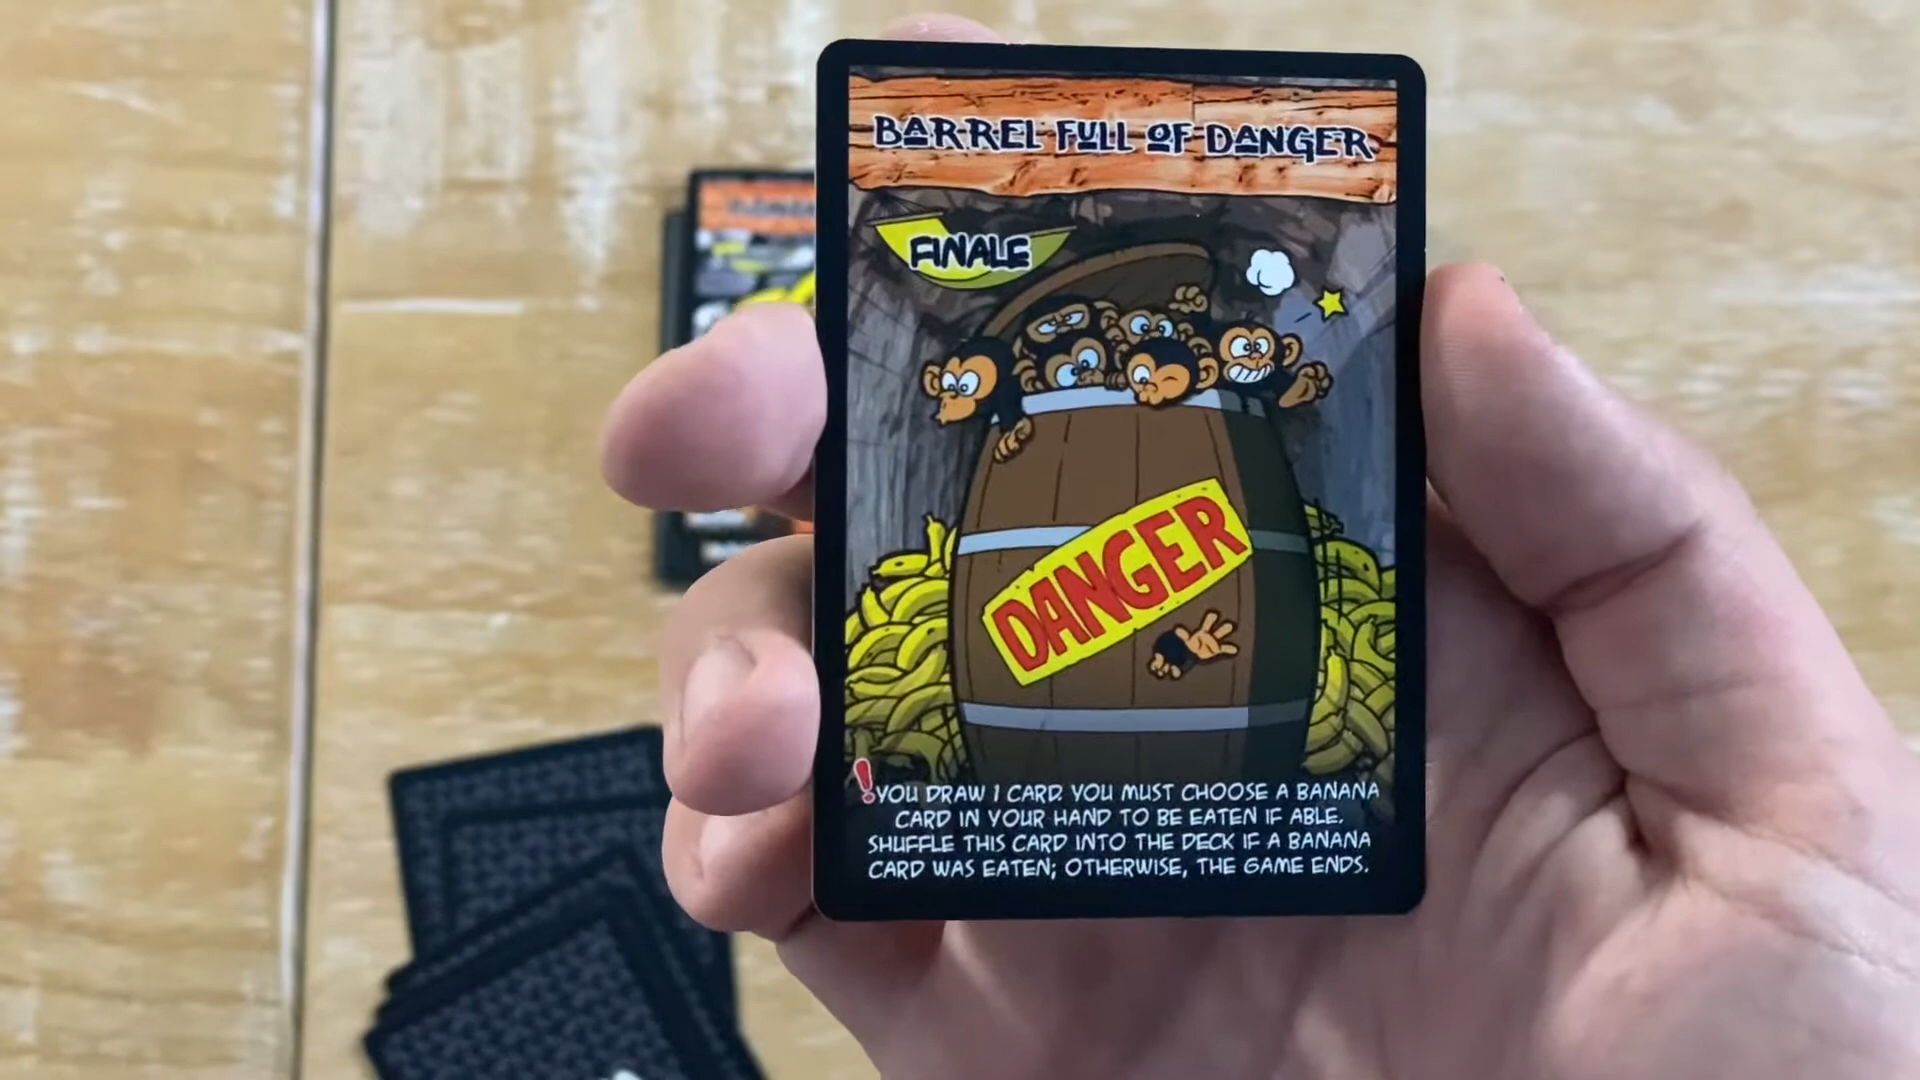 BARREL FULL OF DANGER
FINALE
DANGER
! YOU DRAW 1 CARD. YOU MUST CHOOSE A BANANA
CARD IN YOUR HAND TO BE EATEN IF ABLE.
SHUFFLE THIS CARD INTO THE DECK IF A BANANA
CARD WAS EATEN; OTHERWISE, THE GAME ENDS.